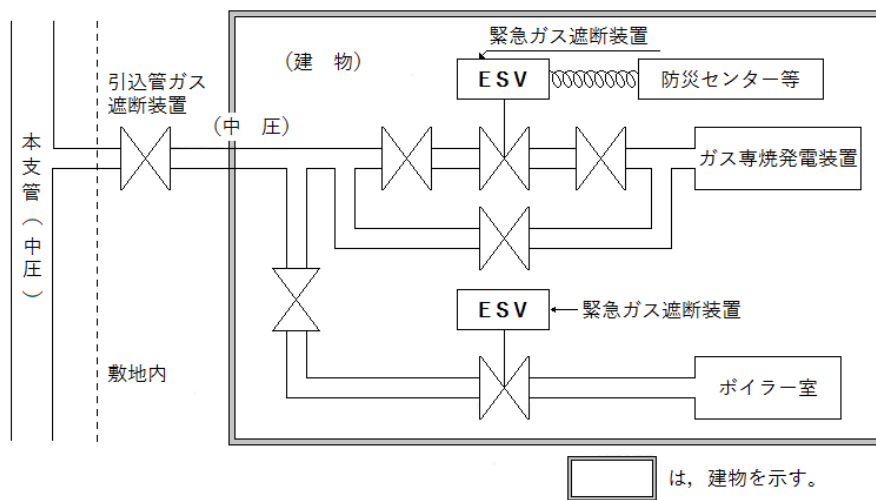 緊急ガス遮断装置
（建　物）
ESV
防災センター等
引込管ガス
遮断装置
（中　圧）
本支管（中圧）
ガス専焼発電装置
ESV
緊急ガス遮断装置
敷地内
ボイラー室
は，建物を示す。